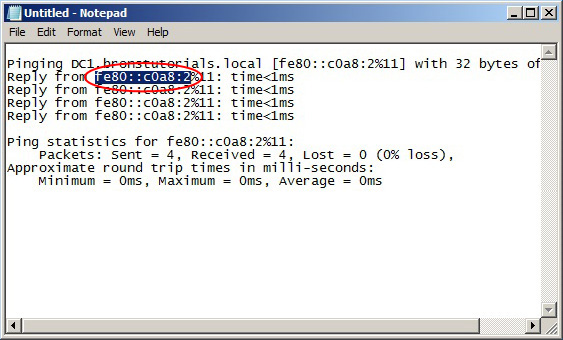 Untitled - Notepad
File Edit Format View Help
Pinging DC1.bronstutorials.local [fe80::c0a8:2%11] with 32 bytes of
Reply from fe80::c0a8:2%11: time<1ms
Reply from fe80::c0a8:2%11: time<1ms
Reply from fe80::c0a8:2%11: time<1ms
Reply from fe80::c0a8:2%11: time<1ms
Ping statistics for fe80::c0a8:2%11:
Packets: Sent = 4, Received = 4, Lost = 0 (0% loss),
Approximate round trip times in milli-seconds:
Minimum = 0ms, Maximum = 0ms, Average = 0ms